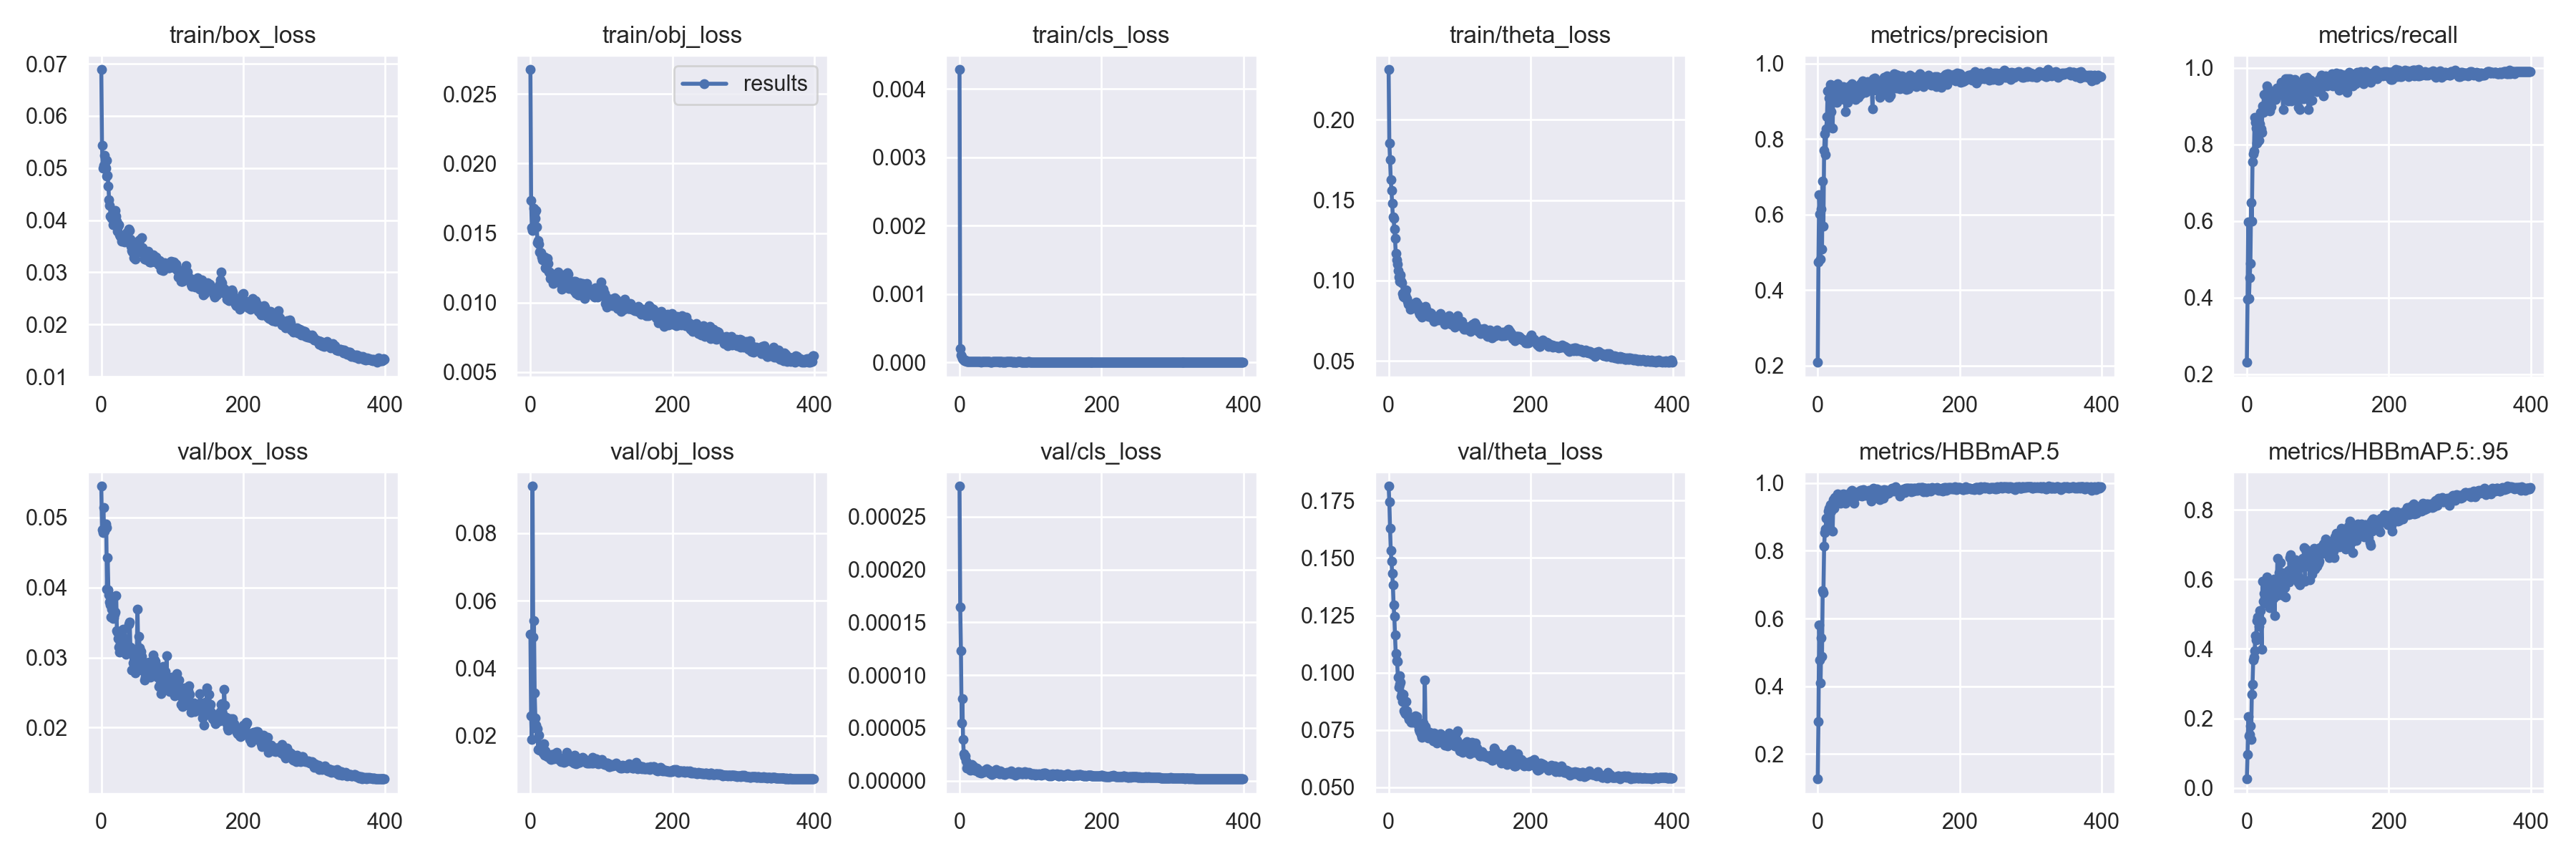 train/box_loss
0.07
0.06
0.05
0.04
0.03
0.02
0.01
0 200 400
train/obj_loss
results
0.025
0.020
0.015
0.010
0.005
0 200 400
train/cls_loss
0.004
0.003
0.002
0.001
0.000
0 200 400
train/theta_loss
0.20
0.15
0.10
0.05
0 200 400
metrics/precision
1.0
0.8
0.6
0.4
0.2
0 200 400
metrics/recall
1.0
0.8
0.6
0.4
0.2
0 200 400
val/box_loss
0.05
0.04
0.03
0.02
0 200 400
val/obj_loss
0.08
0.06
0.04
0.02
0 200 400
val/cls_loss
0.00025
0.00020
0.00015
0.00010
0.00005
0.00000
0 200 400
val/theta_loss
0.175
0.150
0.125
0.100
0.075
0.050
0 200 400
metrics/HBBmAP.5
1.0
0.8
0.6
0.4
0.2
0 200 400
metrics/HBBmAP.5:.95
0.8
0.6
0.4
0.2
0.0
0 200 400